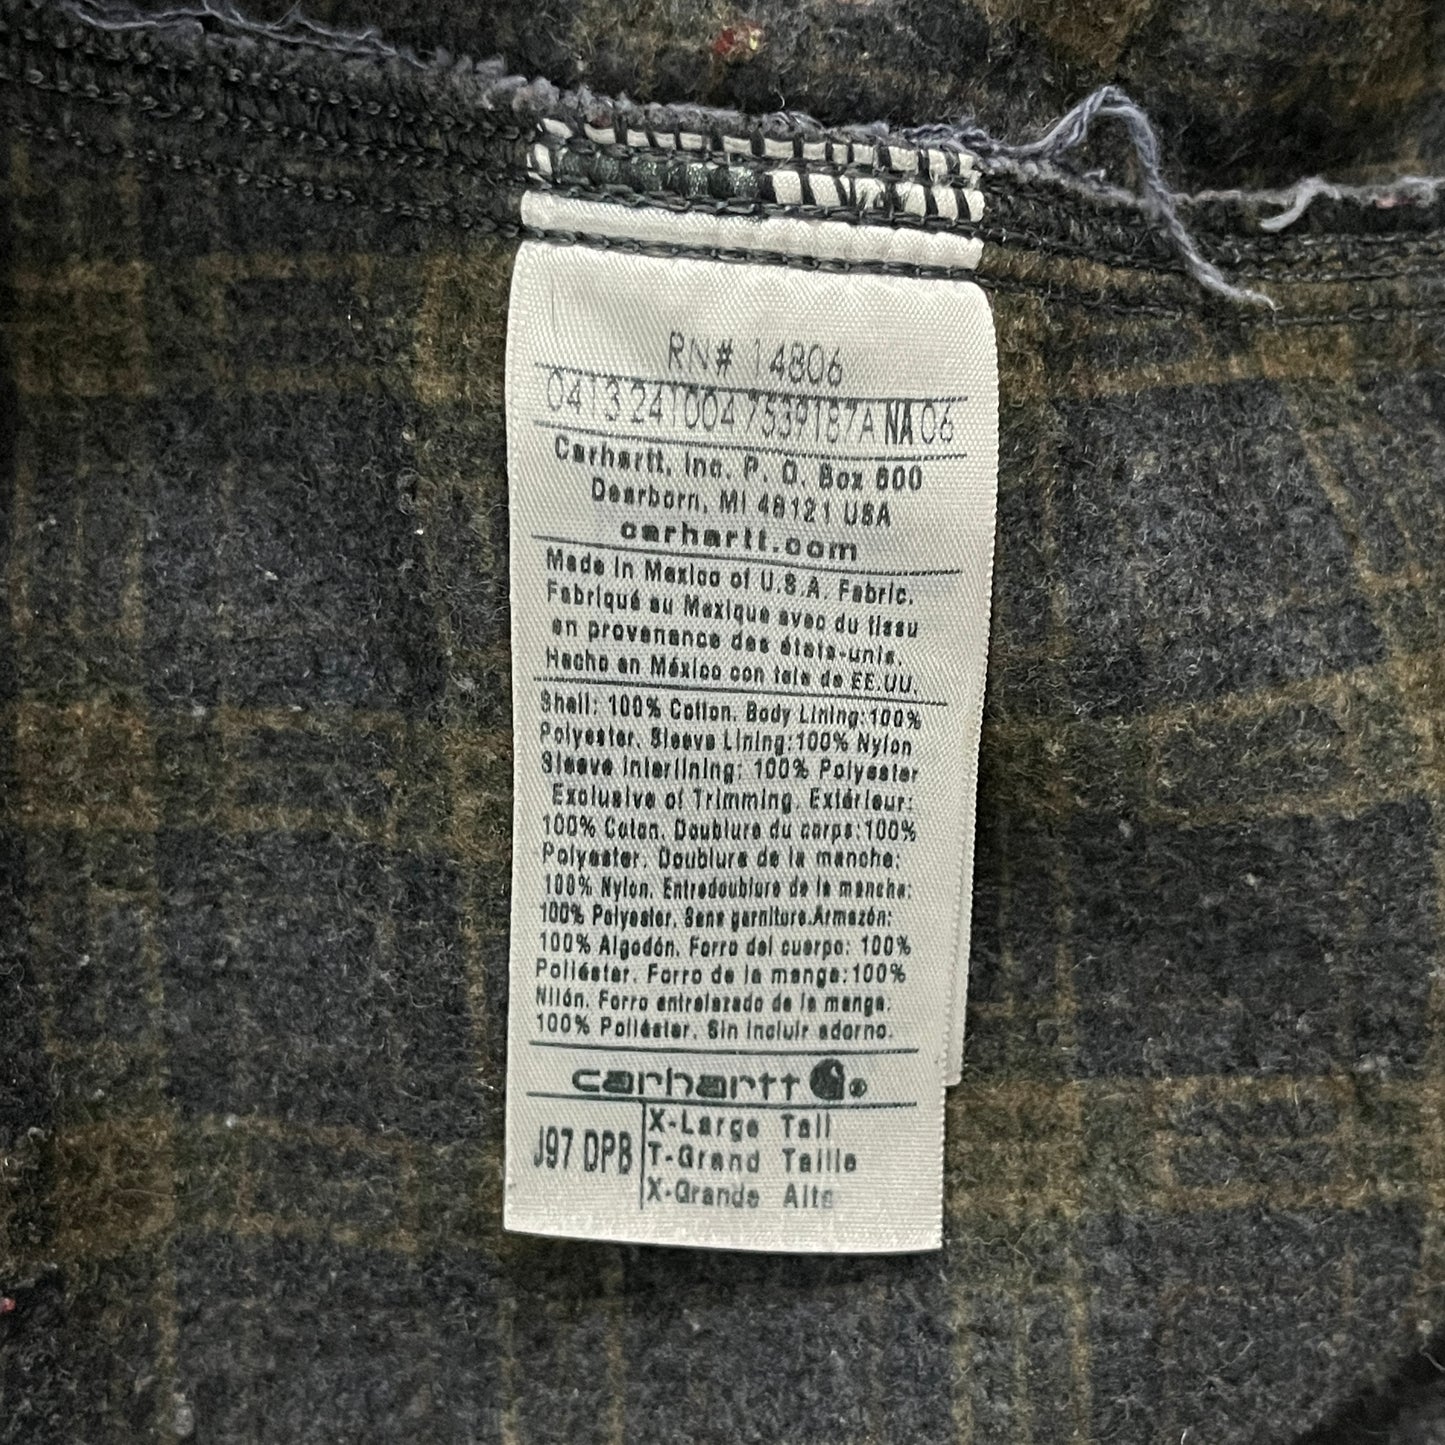 RN# 14806
04132410047539187A NA 06
Carhartt, Inc. P. O. Box 600
Dearborn, MI 48121 USA
carhartt.com
Made in Mexico of U.S.A. Fabric.
Fabriqué au Mexique avec du tissu
en provenance des états-unis.
Hecho en México con tela de EE.UU.
Shell: 100% Cotton. Body Lining:100%
Polyester. Sleeve Lining:100% Nylon
Sleeve Interlining: 100% Polyester
Exclusive of Trimming. Extérieur:
100% Coton. Doublure du corps:100%
Polyester. Doublure de la manche:
100% Nylon. Entredoublure de la manche:
100% Polyester. Sens garniture.Armazón:
100% Algodón. Forro del cuerpo: 100%
Poliéster. Forro de la manga:100%
Nilón. Forro entrelazado de la manga:
100% Poliéster. Sin incluir adorno.
carhartt ®
J97 DPB
X-Large Tall
T-Grand Taille
X-Grande Alte